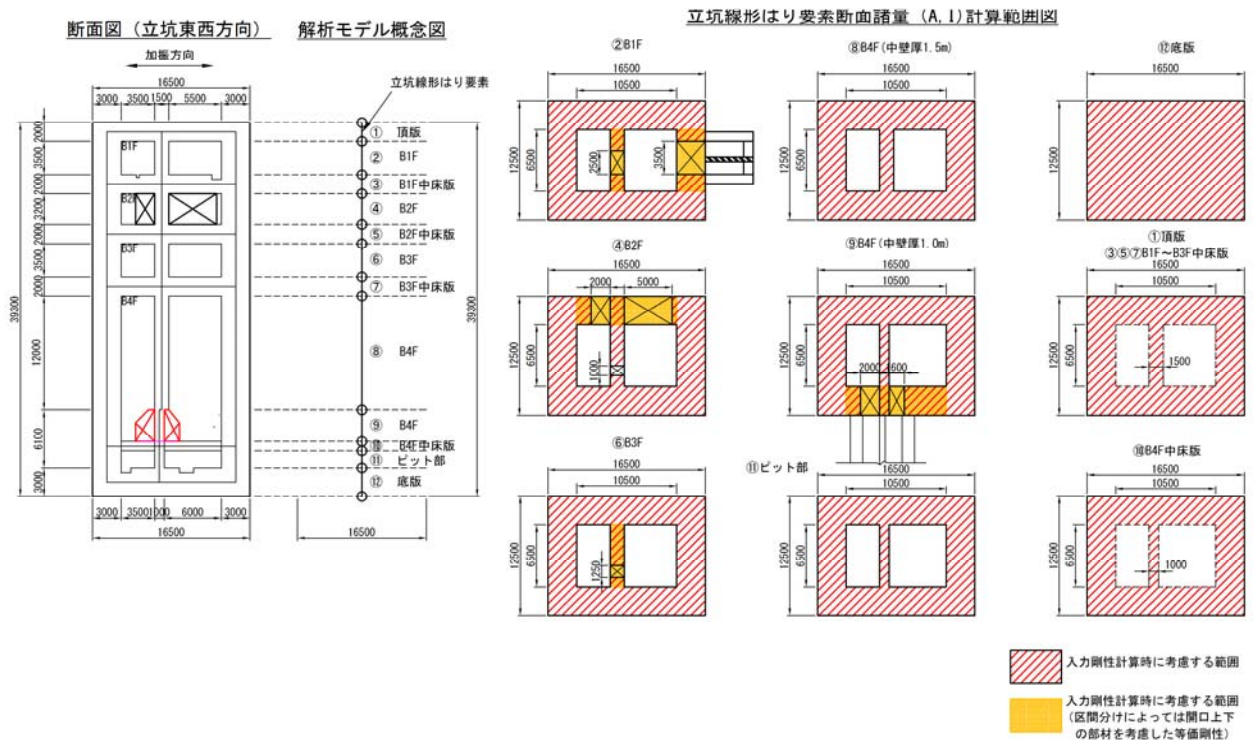 断面図（立坑東西方向）
加振方向
16500
3000 3500 1500 5500 3000
2000
3500
2000
3200
2000
3500
2000
12000
6100
3000
39300
B1F
B2F
B3F
B4F
3000 3500 1000 6000 3000
16500
解析モデル概念図
立坑線形はり要素
① 頂版
② B1F
③ B1F中床版
④ B2F
⑤ B2F中床版
⑥ B3F
⑦ B3F中床版
⑧ B4F
⑨ B4F
⑩ B4F中床版
⑪ ピット部
⑫ 底版
39300
16500
立坑線形はり要素断面諸量（A,I）計算範囲図
②B1F
16500
10500
12500
6500
2500
3500
⑧B4F(中壁厚1.5m)
16500
10500
12500
6500
⑫底版
16500
12500
④B2F
16500
2000 5000
12500
6500
1000
⑨B4F(中壁厚1.0m)
16500
10500
12500
6500
2000 1600
①頂版
③⑤⑦B1F～B3F中床版
16500
10500
12500
6500
1500
⑥B3F
16500
10500
12500
6500
1250
⑪ピット部
16500
10500
12500
6500
⑩B4F中床版
16500
10500
12500
6500
1000
入力剛性計算時に考慮する範囲
入力剛性計算時に考慮する範囲
（区間分けによっては開口上下
の部材を考慮した等価剛性）